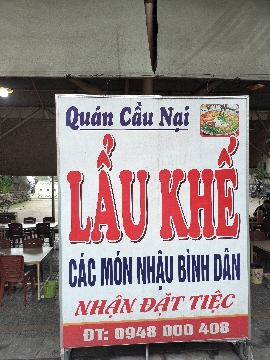 Quán Cầu Nại
LẨU KHẾ
CÁC MÓN NHẬU BÌNH DÂN
NHẬN ĐẶT TIỆC
ĐT: 0948 000 408